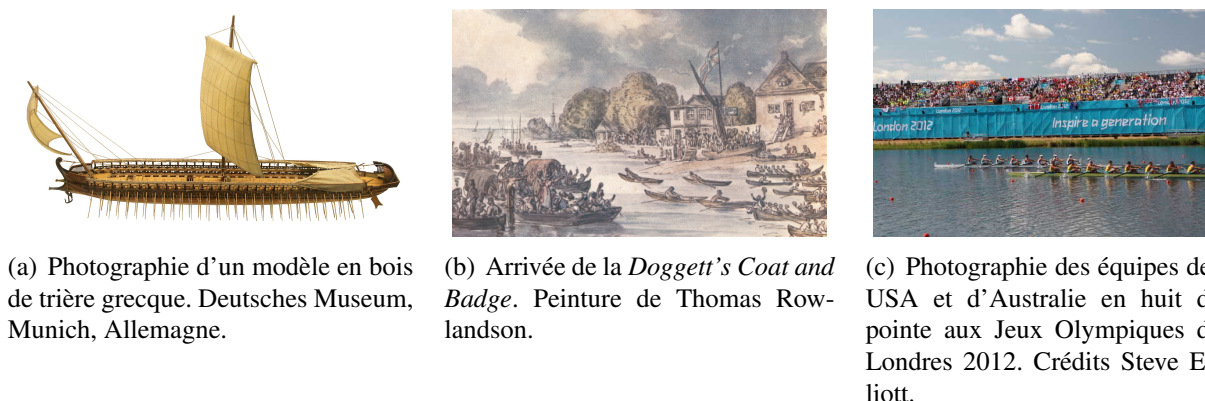 London 2012
London 2012
Inspire a generation
(a) Photographie d'un modèle en bois
de trière grecque. Deutsches Museum,
Munich, Allemagne.
(b) Arrivée de la Doggett's Coat and
Badge. Peinture de Thomas Row-
landson.
(c) Photographie des équipes de
USA et d'Australie en huit d
pointe aux Jeux Olympiques d
Londres 2012. Crédits Steve E
liott.